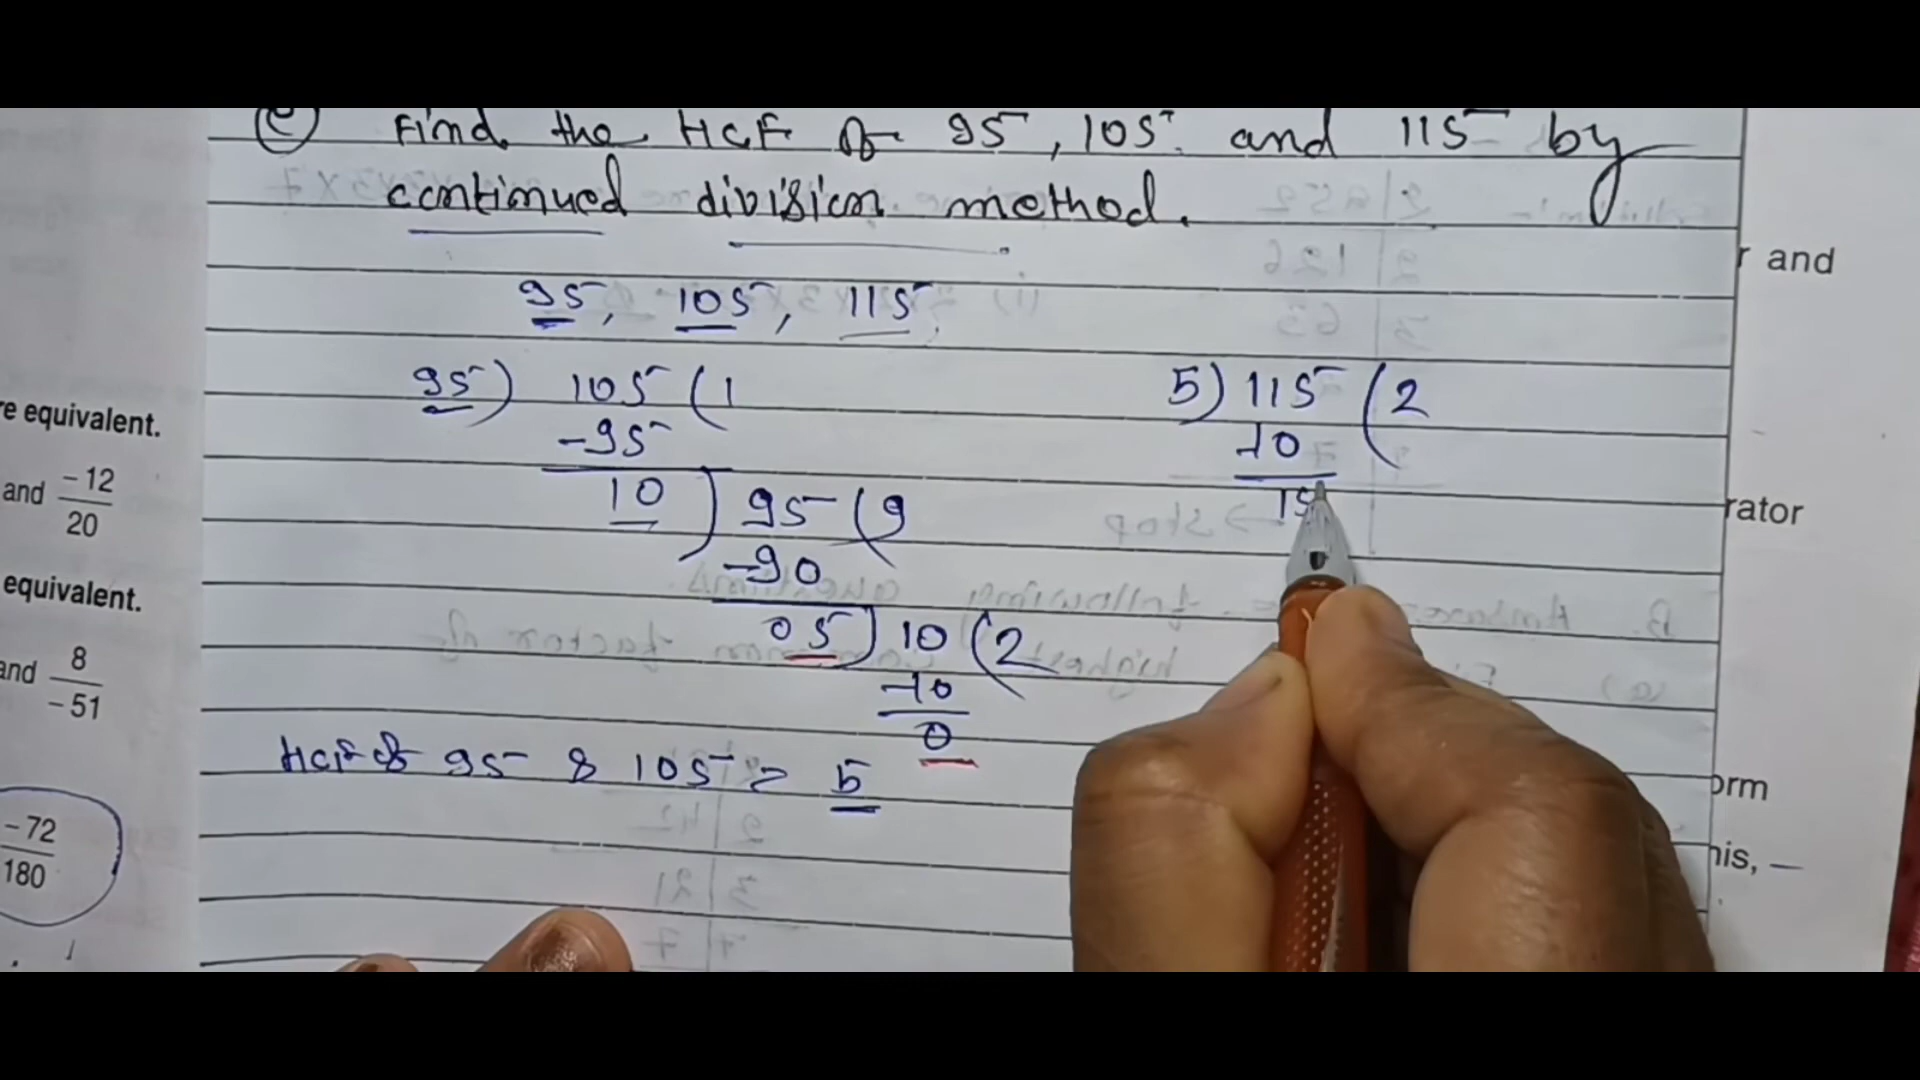 (c) Find the HCF of 95, 105 and 115 by
continued division method.
95, 105, 115
95) 105 (1
-95
10) 95 (9
-90
05) 10 (2
-10
0
HCF of 95 & 105 = 5
5) 115 (2
-10
15
re equivalent.
and -12/20
equivalent.
and 8/-51
-72/180
r and
rator
orm
his, —